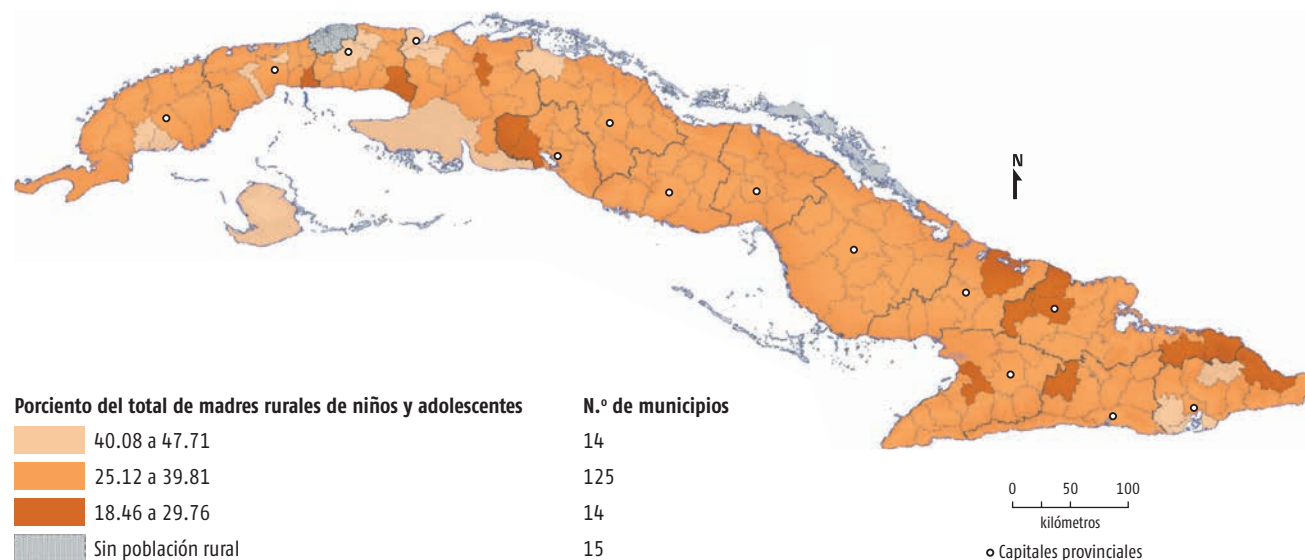 N
Porciento del total de madres rurales de niños y adolescentes N.º de municipios
40.08 a 47.71 14
25.12 a 39.81 125
18.46 a 29.76 14
Sin población rural 15
0 50 100
kilómetros
Capitales provinciales